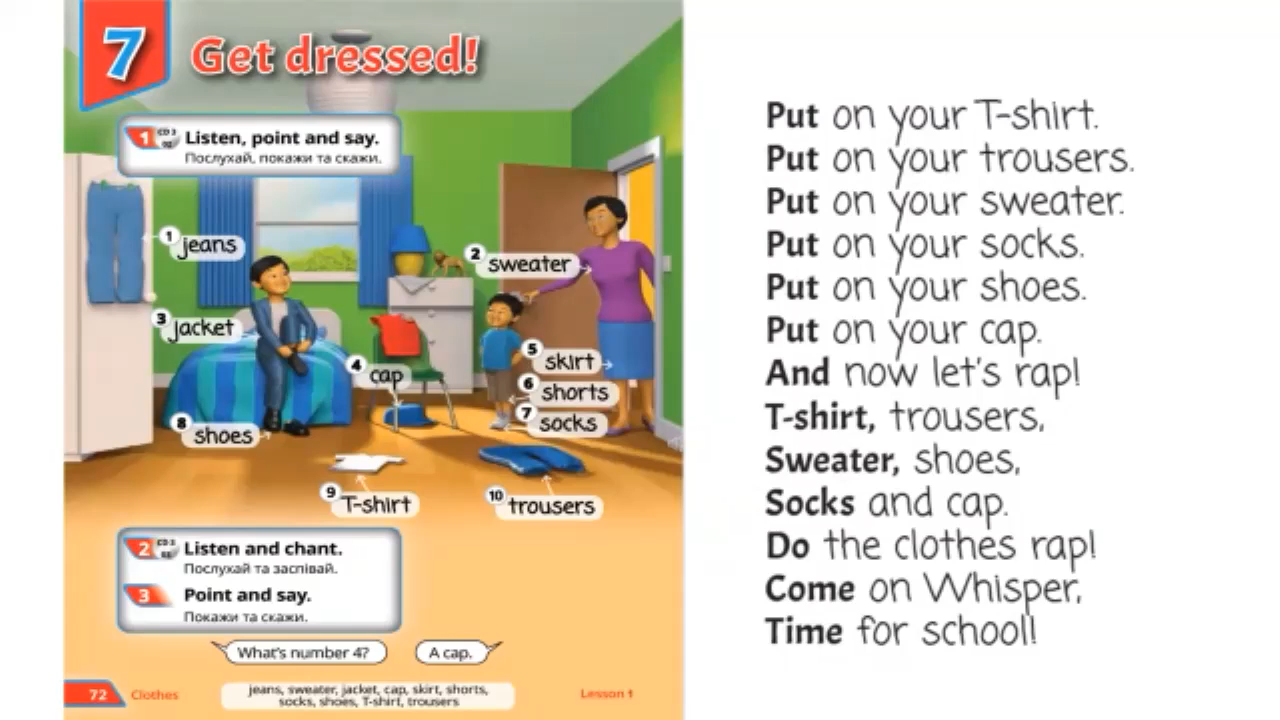 7 Get dressed!
1 CD 3 Listen, point and say.
Послухай, покажи та скажи.
1 jeans
2 sweater
3 jacket
4 cap
5 skirt
6 shorts
7 socks
8 shoes
9 T-shirt
10 trousers
2 CD 3 Listen and chant.
Послухай та заспівай.
3 Point and say.
Покажи та скажи.
What's number 4? A cap.
72 Clothes
jeans, sweater, jacket, cap, skirt, shorts,
socks, shoes, T-shirt, trousers
Lesson 1
Put on your T-shirt.
Put on your trousers.
Put on your sweater.
Put on your socks.
Put on your shoes.
Put on your cap.
And now let's rap!
T-shirt, trousers,
Sweater, shoes,
Socks and cap.
Do the clothes rap!
Come on Whisper,
Time for school!